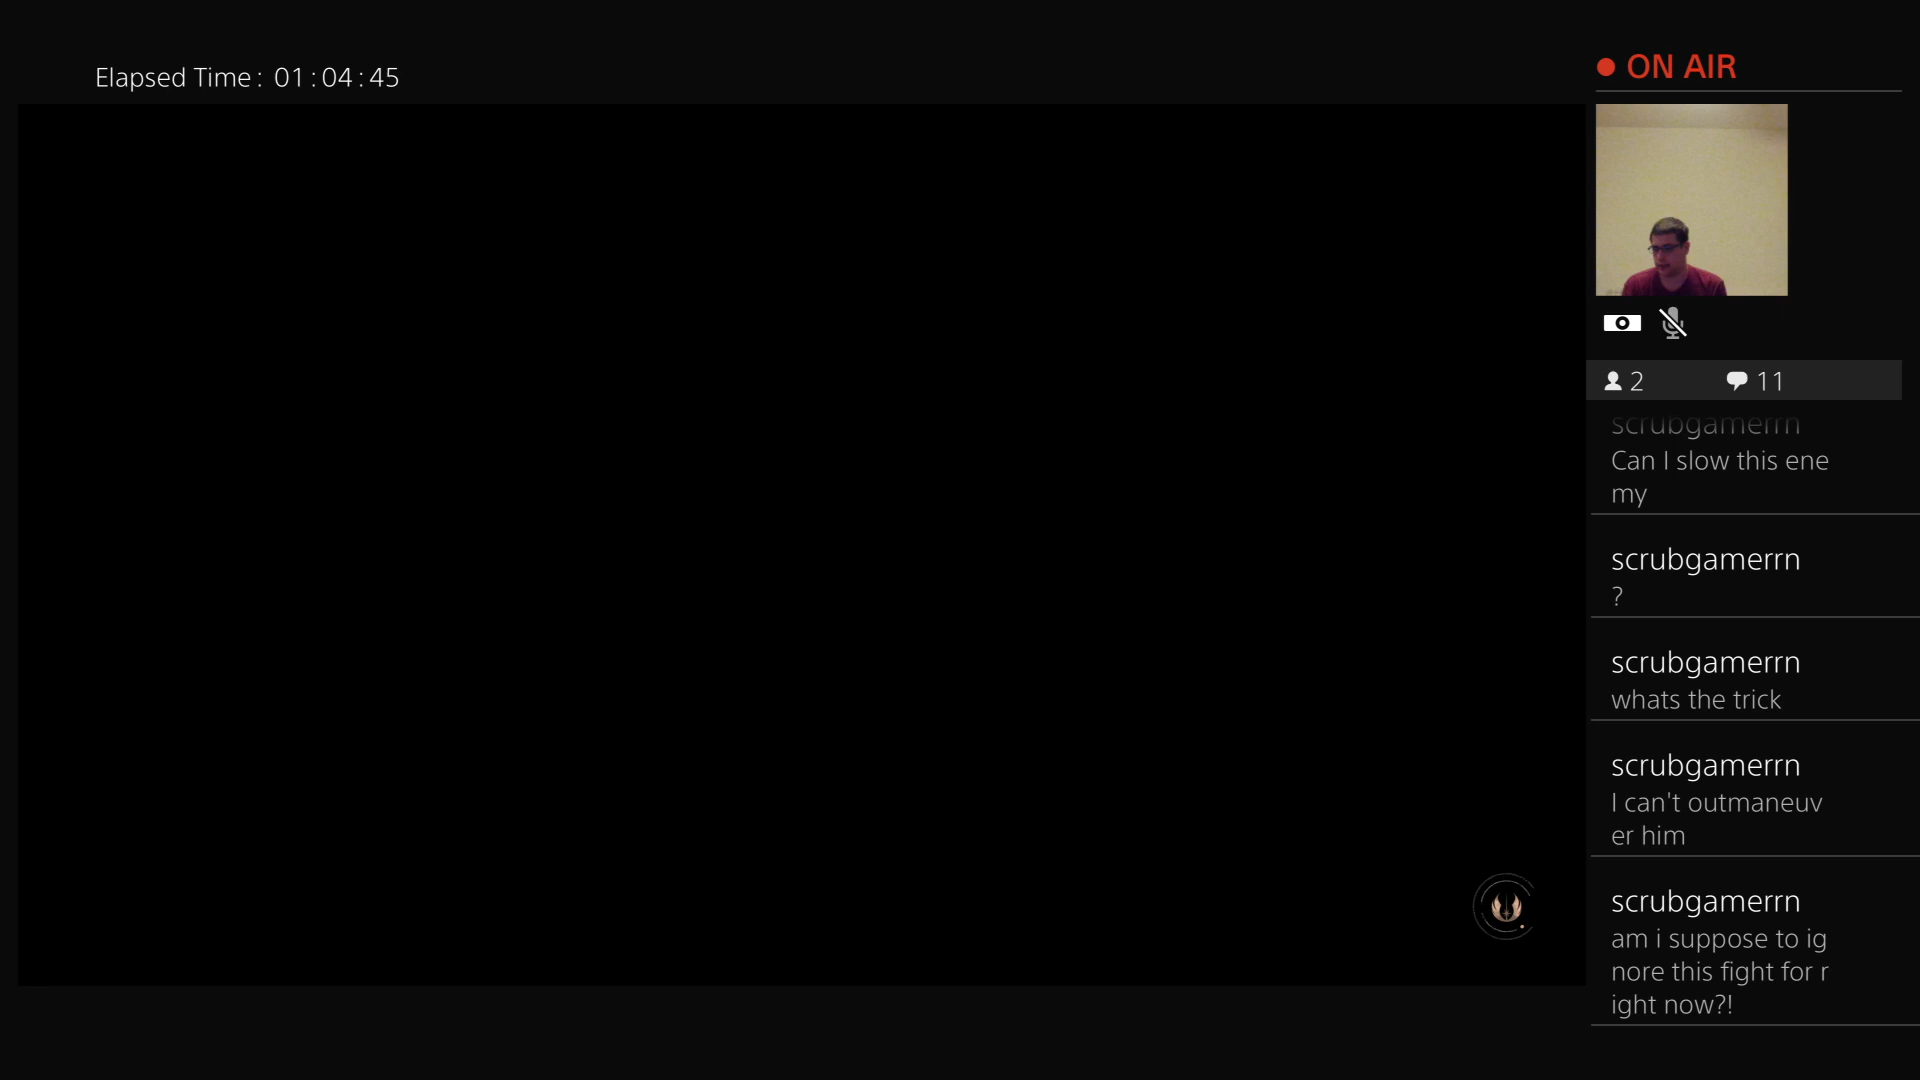 Elapsed Time: 01:04:45
ON AIR
2
11
scrubgamerrn
Can I slow this ene
my
scrubgamerrn
?
scrubgamerrn
whats the trick
scrubgamerrn
I can't outmaneuv
er him
scrubgamerrn
am i suppose to ig
nore this fight for r
ight now?!